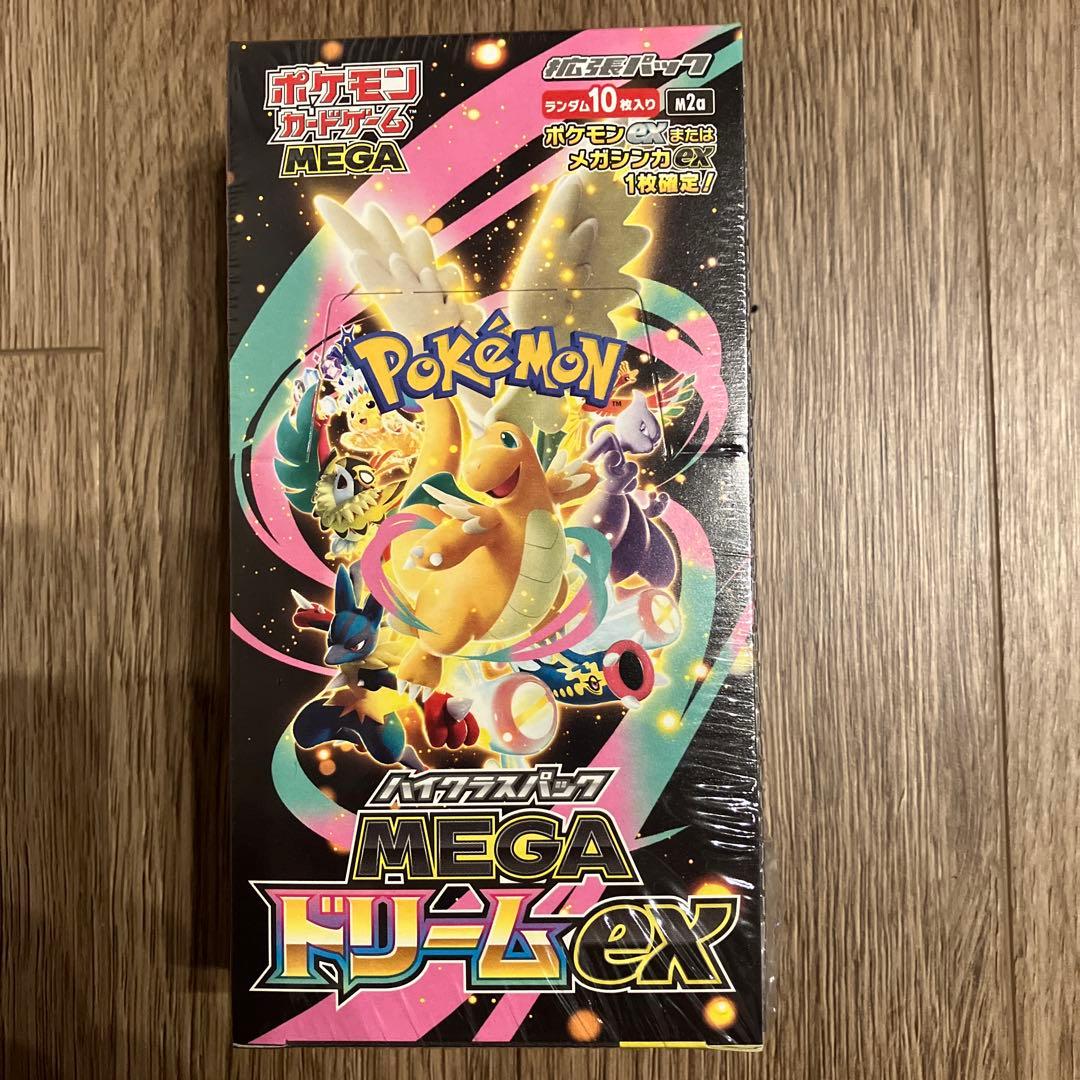 ポケモン
カードゲーム™
MEGA
拡張パック
ランダム10枚入り M2a
ポケモンexまたは
メガシンカex
1枚確定!
POKéMON™
ハイクラスパック
MEGA
ドリームex